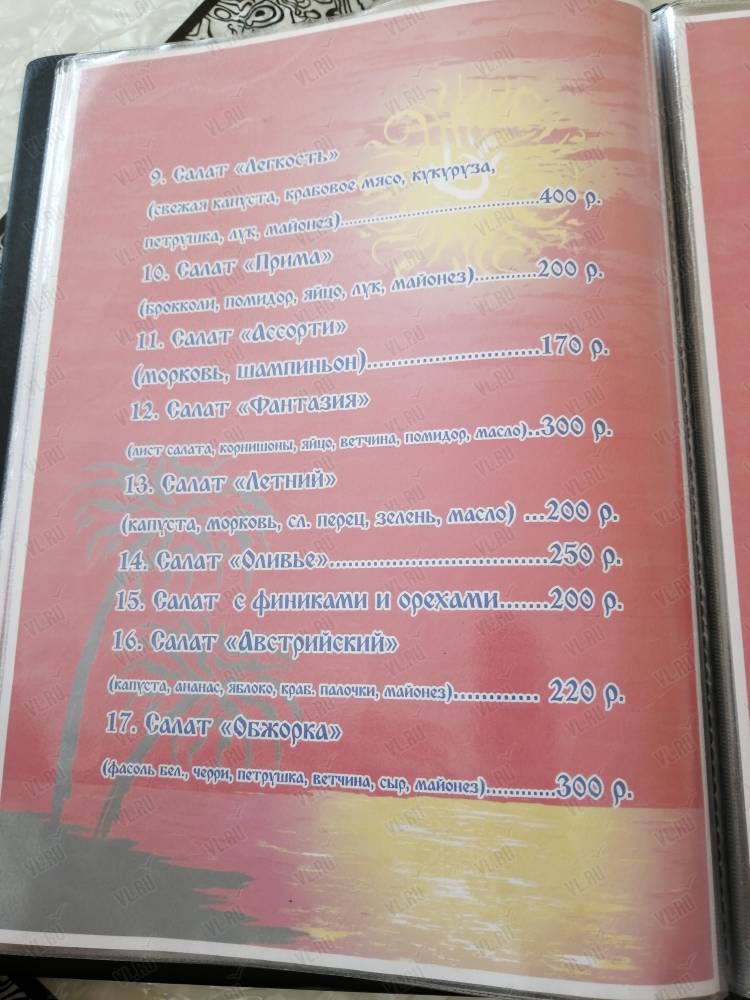 9. Салат «Легкость»
(свежая капуста, крабовое мясо, кукуруза,
петрушка, лук, майонез)..........................................400 р.
10. Салат «Прима»
(брокколи, помидор, яйцо, лук, майонез)...........200 р.
11. Салат «Ассорти»
(морковь, шампиньон)............................170 р.
12. Салат «Фантазия»
(лист салата, корнишоны, яйцо, ветчина, помидор, масло)..300 р.
13. Салат «Летний»
(капуста, морковь, сл. перец, зелень, масло) ...200 р.
14. Салат «Оливье»...................................250 р.
15. Салат с финиками и орехами.......200 р.
16. Салат «Австрийский»
(капуста, ананас, яблоко, краб. палочки, майонез)............ 220 р.
17. Салат «Обжорка»
(фасоль бел., черри, петрушка, ветчина, сыр, майонез)............300 р.
VL.RU